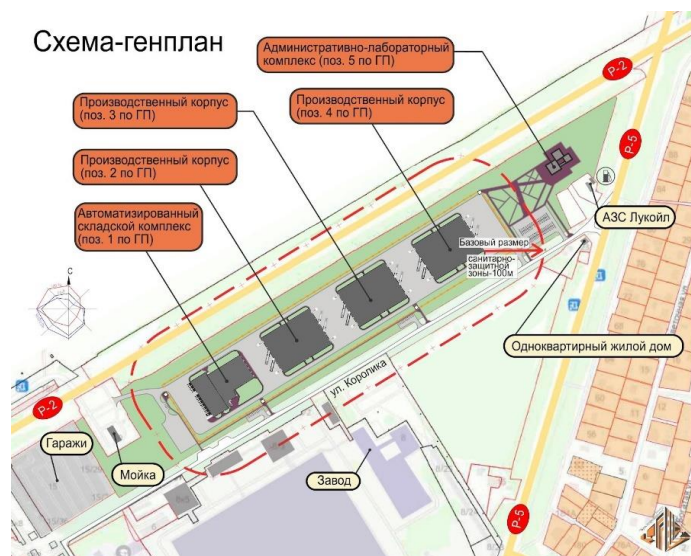 Схема-генплан
Административно-лабораторный
комплекс (поз. 5 по ГП)
Производственный корпус
(поз. 3 по ГП)
Производственный корпус
(поз. 4 по ГП)
Производственный корпус
(поз. 2 по ГП)
Автоматизированный
складской комплекс
(поз. 1 по ГП)
Р-2
Р-5
АЗС Лукойл
Базовый размер
санитарно-
защитной
зоны-100м
С
Одноквартирный жилой дом
ул. Королика
Р-2
Гаражи
Мойка
Завод
Р-5